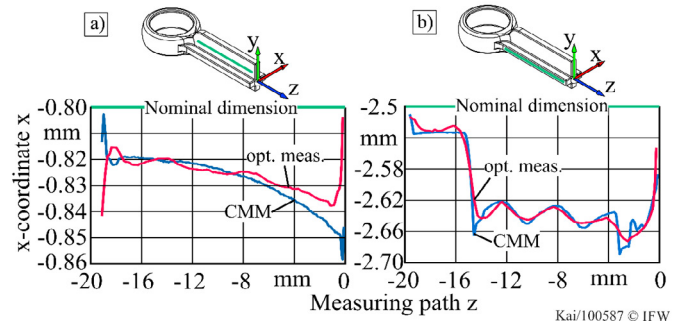 a)
y
x
z
b)
y
x
z
-0.80
Nominal dimension
mm
-0.82
opt. meas.
-0.83
-0.84
CMM
-0.85
-0.86
x-coordinate x
-20 -16 -12 -8 mm 0
-2.5
Nominal dimension
mm
-2.58
opt. meas.
-2.62
-2.66
CMM
-2.70
-20 -16 -12 -8 mm 0
Measuring path z
Kai/100587 © IFW